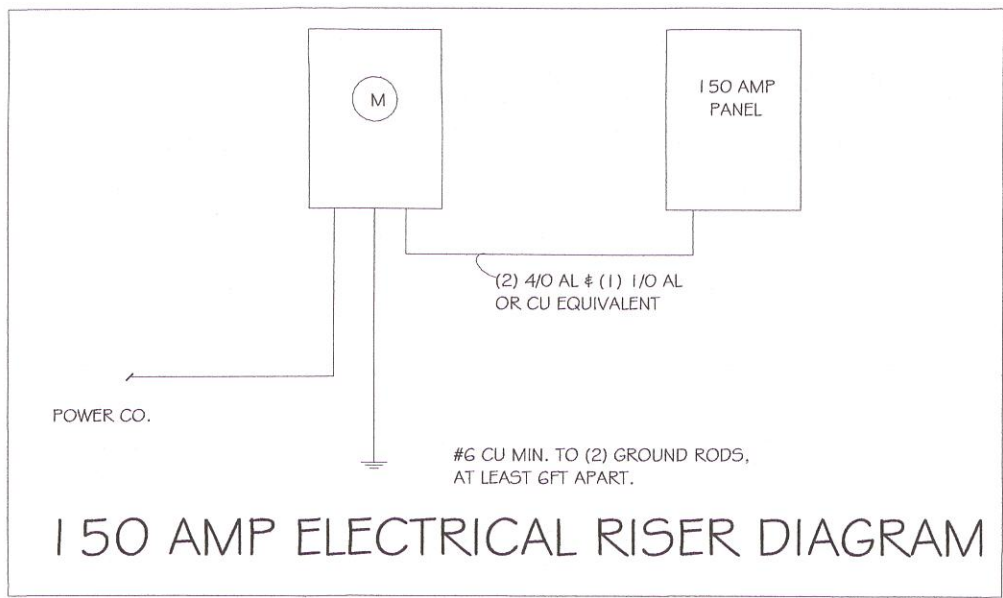 M
150 AMP
PANEL
(2) 4/0 AL & (1) 1/0 AL
OR CU EQUIVALENT
POWER CO.
#6 CU MIN. TO (2) GROUND RODS,
AT LEAST 6FT APART.
150 AMP ELECTRICAL RISER DIAGRAM